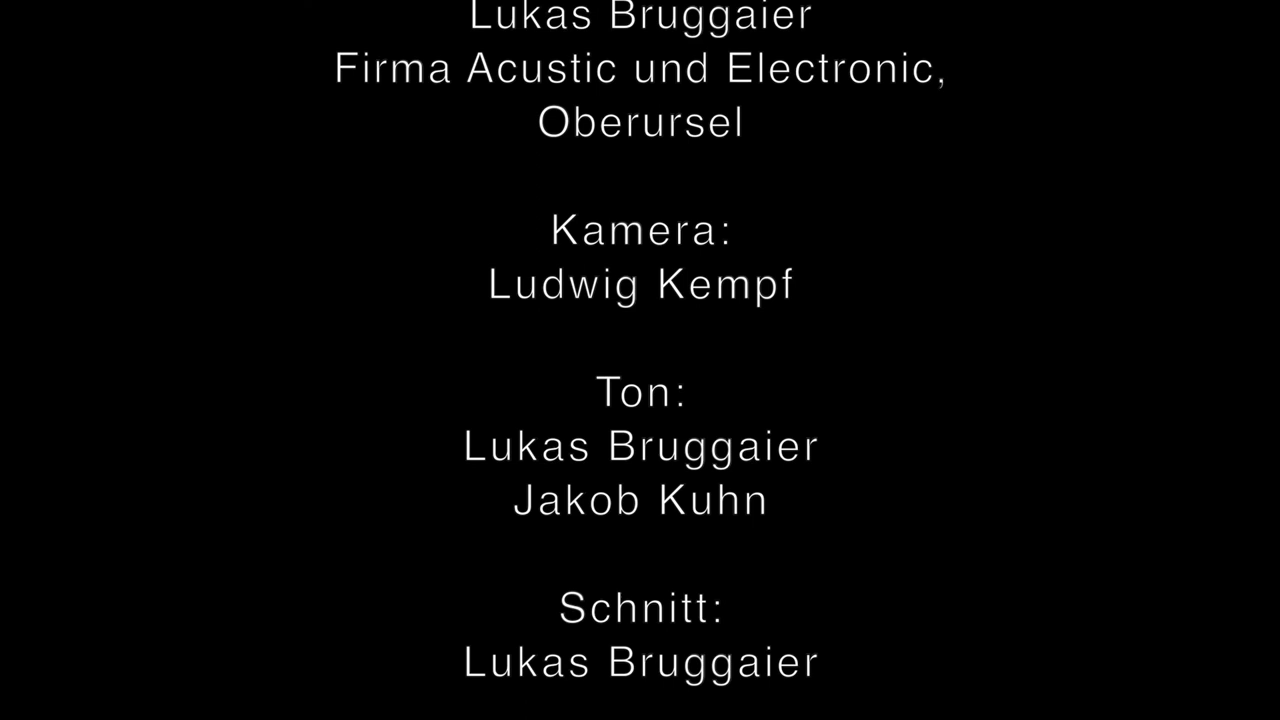 Lukas Bruggaier
Firma Acustic und Electronic,
Oberursel
Kamera:
Ludwig Kempf
Ton:
Lukas Bruggaier
Jakob Kuhn
Schnitt:
Lukas Bruggaier